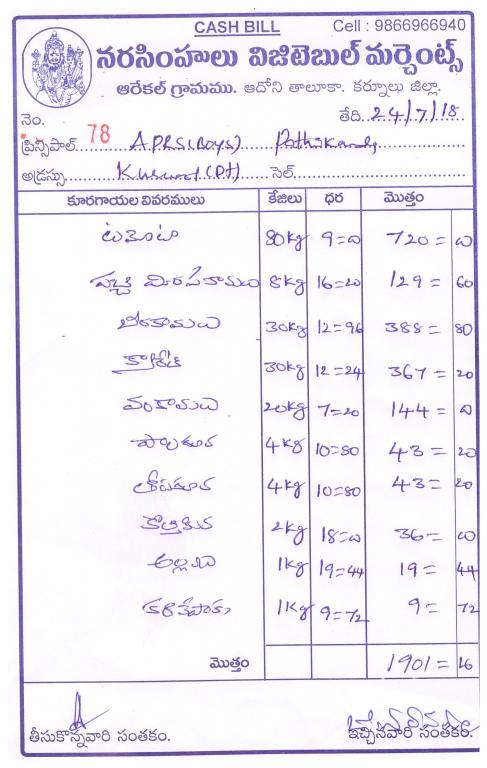 CASH BILL Cell : 9866966940
నరసింహులు విజిటెబుల్ మర్చెంట్స్
ఆరేకల్ గ్రామము. ఆదోని తాలూకా. కర్నూలు జిల్లా.
నెం. తేది. 24/7/18
ప్రిన్సిపాల్ 78 APRS(Boys)
అడ్రస్సు Kurnool (Dt) సెల్
కూరగాయల వివరములు కేజీలు ధర మొత్తం
టమోటా 80kg 9=00 720=00
పచ్చి మిరపకాయలు 8kg 16=20 129=60
బీరకాయలు 30kg 12=96 388=80
క్యారెట్ 30kg 12=24 367=20
వంకాయలు 20kg 7=20 144=00
పాలకూర 4kg 10=80 43=20
తోటకూర 4kg 10=80 43=20
కొత్తిమీర 2kg 18=00 36=00
అల్లం 1kg 19=44 19=44
కరివేపాకు 1kg 9=72 9=72
మొత్తం 1901=16
తీసుకొన్నవారి సంతకం. ఇచ్చినవారి సంతకం.